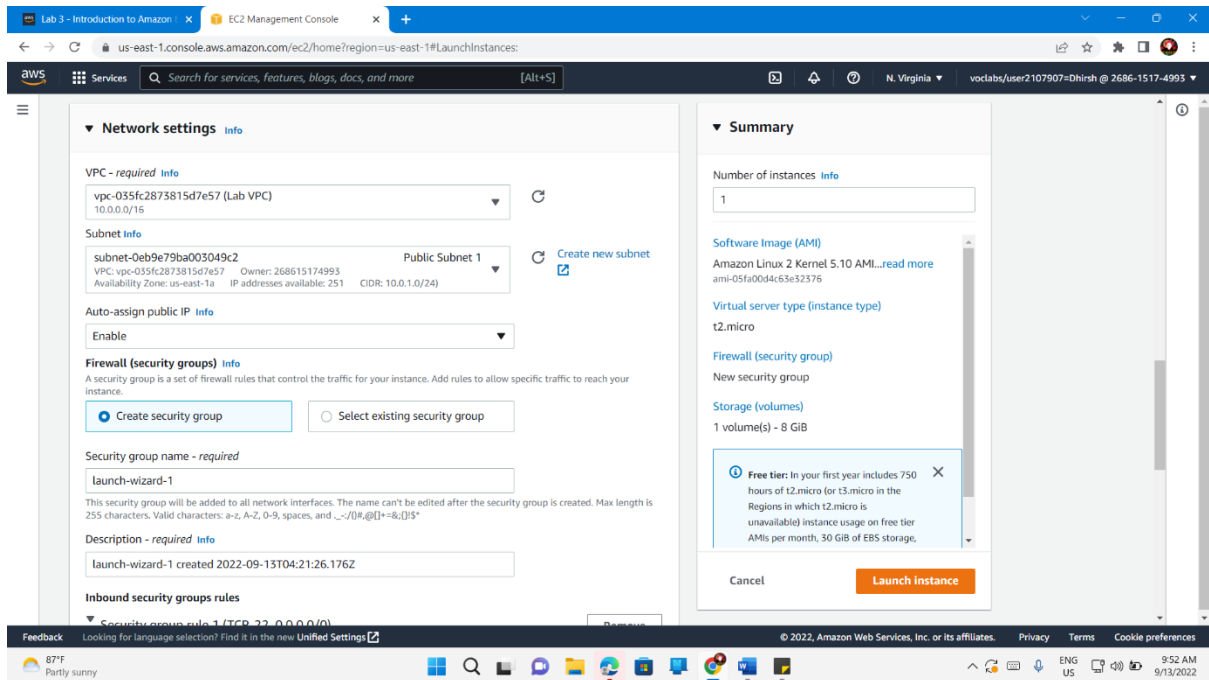 Lab 3 - Introduction to Amazon
EC2 Management Console
us-east-1.console.aws.amazon.com/ec2/home?region=us-east-1#LaunchInstances:
aws
Services
Search for services, features, blogs, docs, and more
[Alt+S]
N. Virginia
voclabs/user2107907=Dhirsh @ 2686-1517-4993
Network settings Info
VPC - required Info
vpc-035fc2873815d7e57 (Lab VPC)
10.0.0.0/16
Subnet Info
subnet-0eb9e79ba003049c2 Public Subnet 1
VPC: vpc-035fc2873815d7e57 Owner: 268615174993
Availability Zone: us-east-1a IP addresses available: 251 CIDR: 10.0.1.0/24)
Create new subnet
Auto-assign public IP Info
Enable
Firewall (security groups) Info
A security group is a set of firewall rules that control the traffic for your instance. Add rules to allow specific traffic to reach your
instance.
Create security group
Select existing security group
Security group name - required
launch-wizard-1
This security group will be added to all network interfaces. The name can't be edited after the security group is created. Max length is
255 characters. Valid characters: a-z, A-Z, 0-9, spaces, and ._-:/()#,@[]+=&;{}!$*
Description - required Info
launch-wizard-1 created 2022-09-13T04:21:26.176Z
Inbound security groups rules
Security group rule 1 (TCP, 22, 0.0.0.0/0)
Remove
Summary
Number of instances Info
1
Software Image (AMI)
Amazon Linux 2 Kernel 5.10 AMI...read more
ami-05fa00d4c63e32376
Virtual server type (instance type)
t2.micro
Firewall (security group)
New security group
Storage (volumes)
1 volume(s) - 8 GiB
Free tier: In your first year includes 750
hours of t2.micro (or t3.micro in the
Regions in which t2.micro is
unavailable) instance usage on free tier
AMIs per month, 30 GiB of EBS storage,
Cancel
Launch instance
Feedback
Looking for language selection? Find it in the new Unified Settings
© 2022, Amazon Web Services, Inc. or its affiliates.
Privacy
Terms
Cookie preferences
87°F
Partly sunny
ENG
US
9:52 AM
9/13/2022